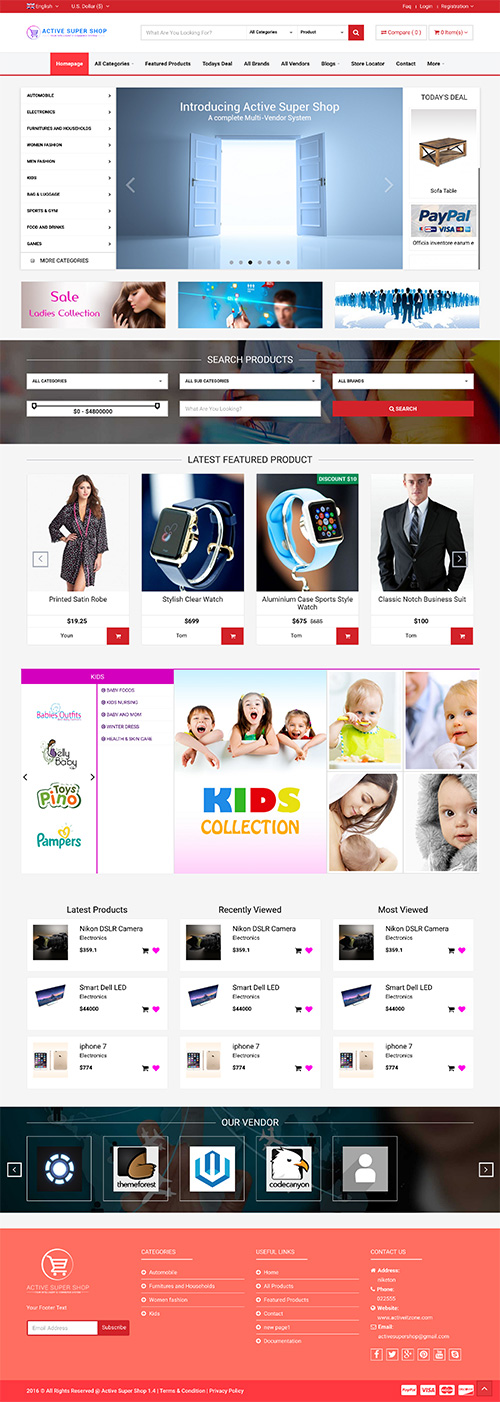 English
U.S. Dollar ($)
Faq
Login
Registration
ACTIVE SUPER SHOP
What Are You Looking For?
All Categories
Product
Compare ( 0 )
0 Item(s)
Homepage
All Categories
Featured Products
Todays Deal
All Brands
All Vendors
Blogs
Store Locator
Contact
More
AUTOMOBILE
ELECTRONICS
FURNITURES AND HOUSEHOLDS
WOMEN FASHION
MEN FASHION
KIDS
BAG & LUGGAGE
SPORTS & GYM
FOOD AND DRINKS
GAMES
MORE CATEGORIES
Introducing Active Super Shop
A complete Multi-Vendor System
TODAY'S DEAL
Sofa Table
PayPal
VISA
Officia inventore earum e
Sale
Ladies Collection
SEARCH PRODUCTS
ALL CATEGORIES
ALL SUB CATEGORIES
ALL BRANDS
$0 - $4800000
What Are You Looking?
SEARCH
LATEST FEATURED PRODUCT
DISCOUNT $10
Printed Satin Robe
Stylish Clear Watch
Aluminium Case Sports Style
Watch
Classic Notch Business Suit
$19.25
$699
$675 $685
$100
Youn
Tom
Tom
Tom
KIDS
BABY FOODS
KIDS NURSING
BABY AND MOM
WINTER DRESS
HEALTH & SKIN CARE
Babies Outfits
Belly
Baby
Toys
Pino
Pampers
KIDS
COLLECTION
Latest Products
Recently Viewed
Most Viewed
Nikon DSLR Camera
Electronics
$359.1
Nikon DSLR Camera
Electronics
$359.1
Nikon DSLR Camera
Electronics
$359.1
Smart Dell LED
Electronics
$44000
Smart Dell LED
Electronics
$44000
Smart Dell LED
Electronics
$44000
iphone 7
Electronics
$774
iphone 7
Electronics
$774
iphone 7
Electronics
$774
OUR VENDOR
themeforest
codecanyon
ACTIVE SUPER SHOP
Your Footer Text
Email Address
Subscribe
CATEGORIES
Automobile
Furnitures and Households
Women fashion
Kids
USEFUL LINKS
Home
All Products
Featured Products
Contact
new page1
Documentation
CONTACT US
Address:
nikriton
Phone:
022555
Website:
www.activeitzone.com
Email:
activesupershop@gmail.com
2016 © All Rights Reserved @ Active Super Shop 1.4 | Terms & Condition | Privacy Policy
PayPal
VISA